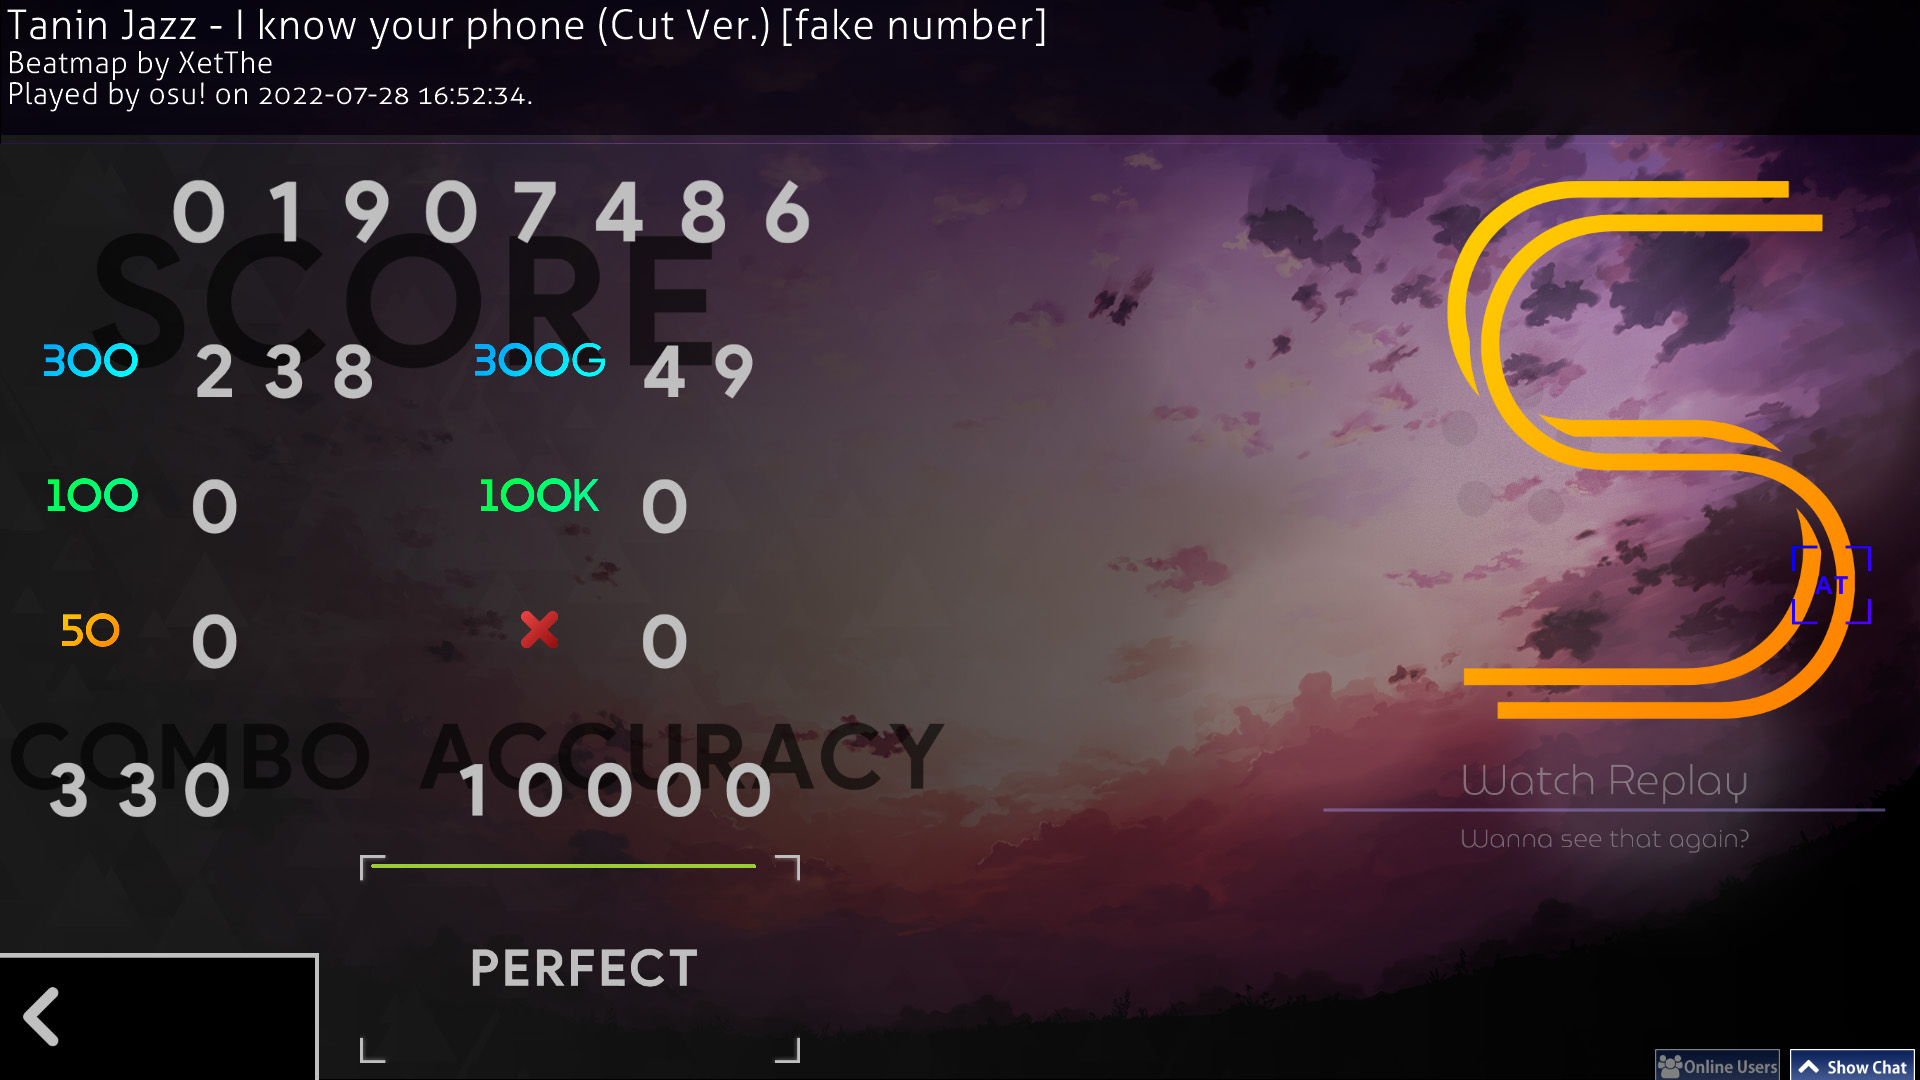 Tanin Jazz - I know your phone (Cut Ver.) [fake number]
Beatmap by XetThe
Played by osu! on 2022-07-28 16:52:34.
01907486
SCORE
300 238 300G 49
100 0 100K 0
50 0 0
COMBO ACCURACY
330 10000
PERFECT
S
AT
Watch Replay
Wanna see that again?
Online Users
Show Chat